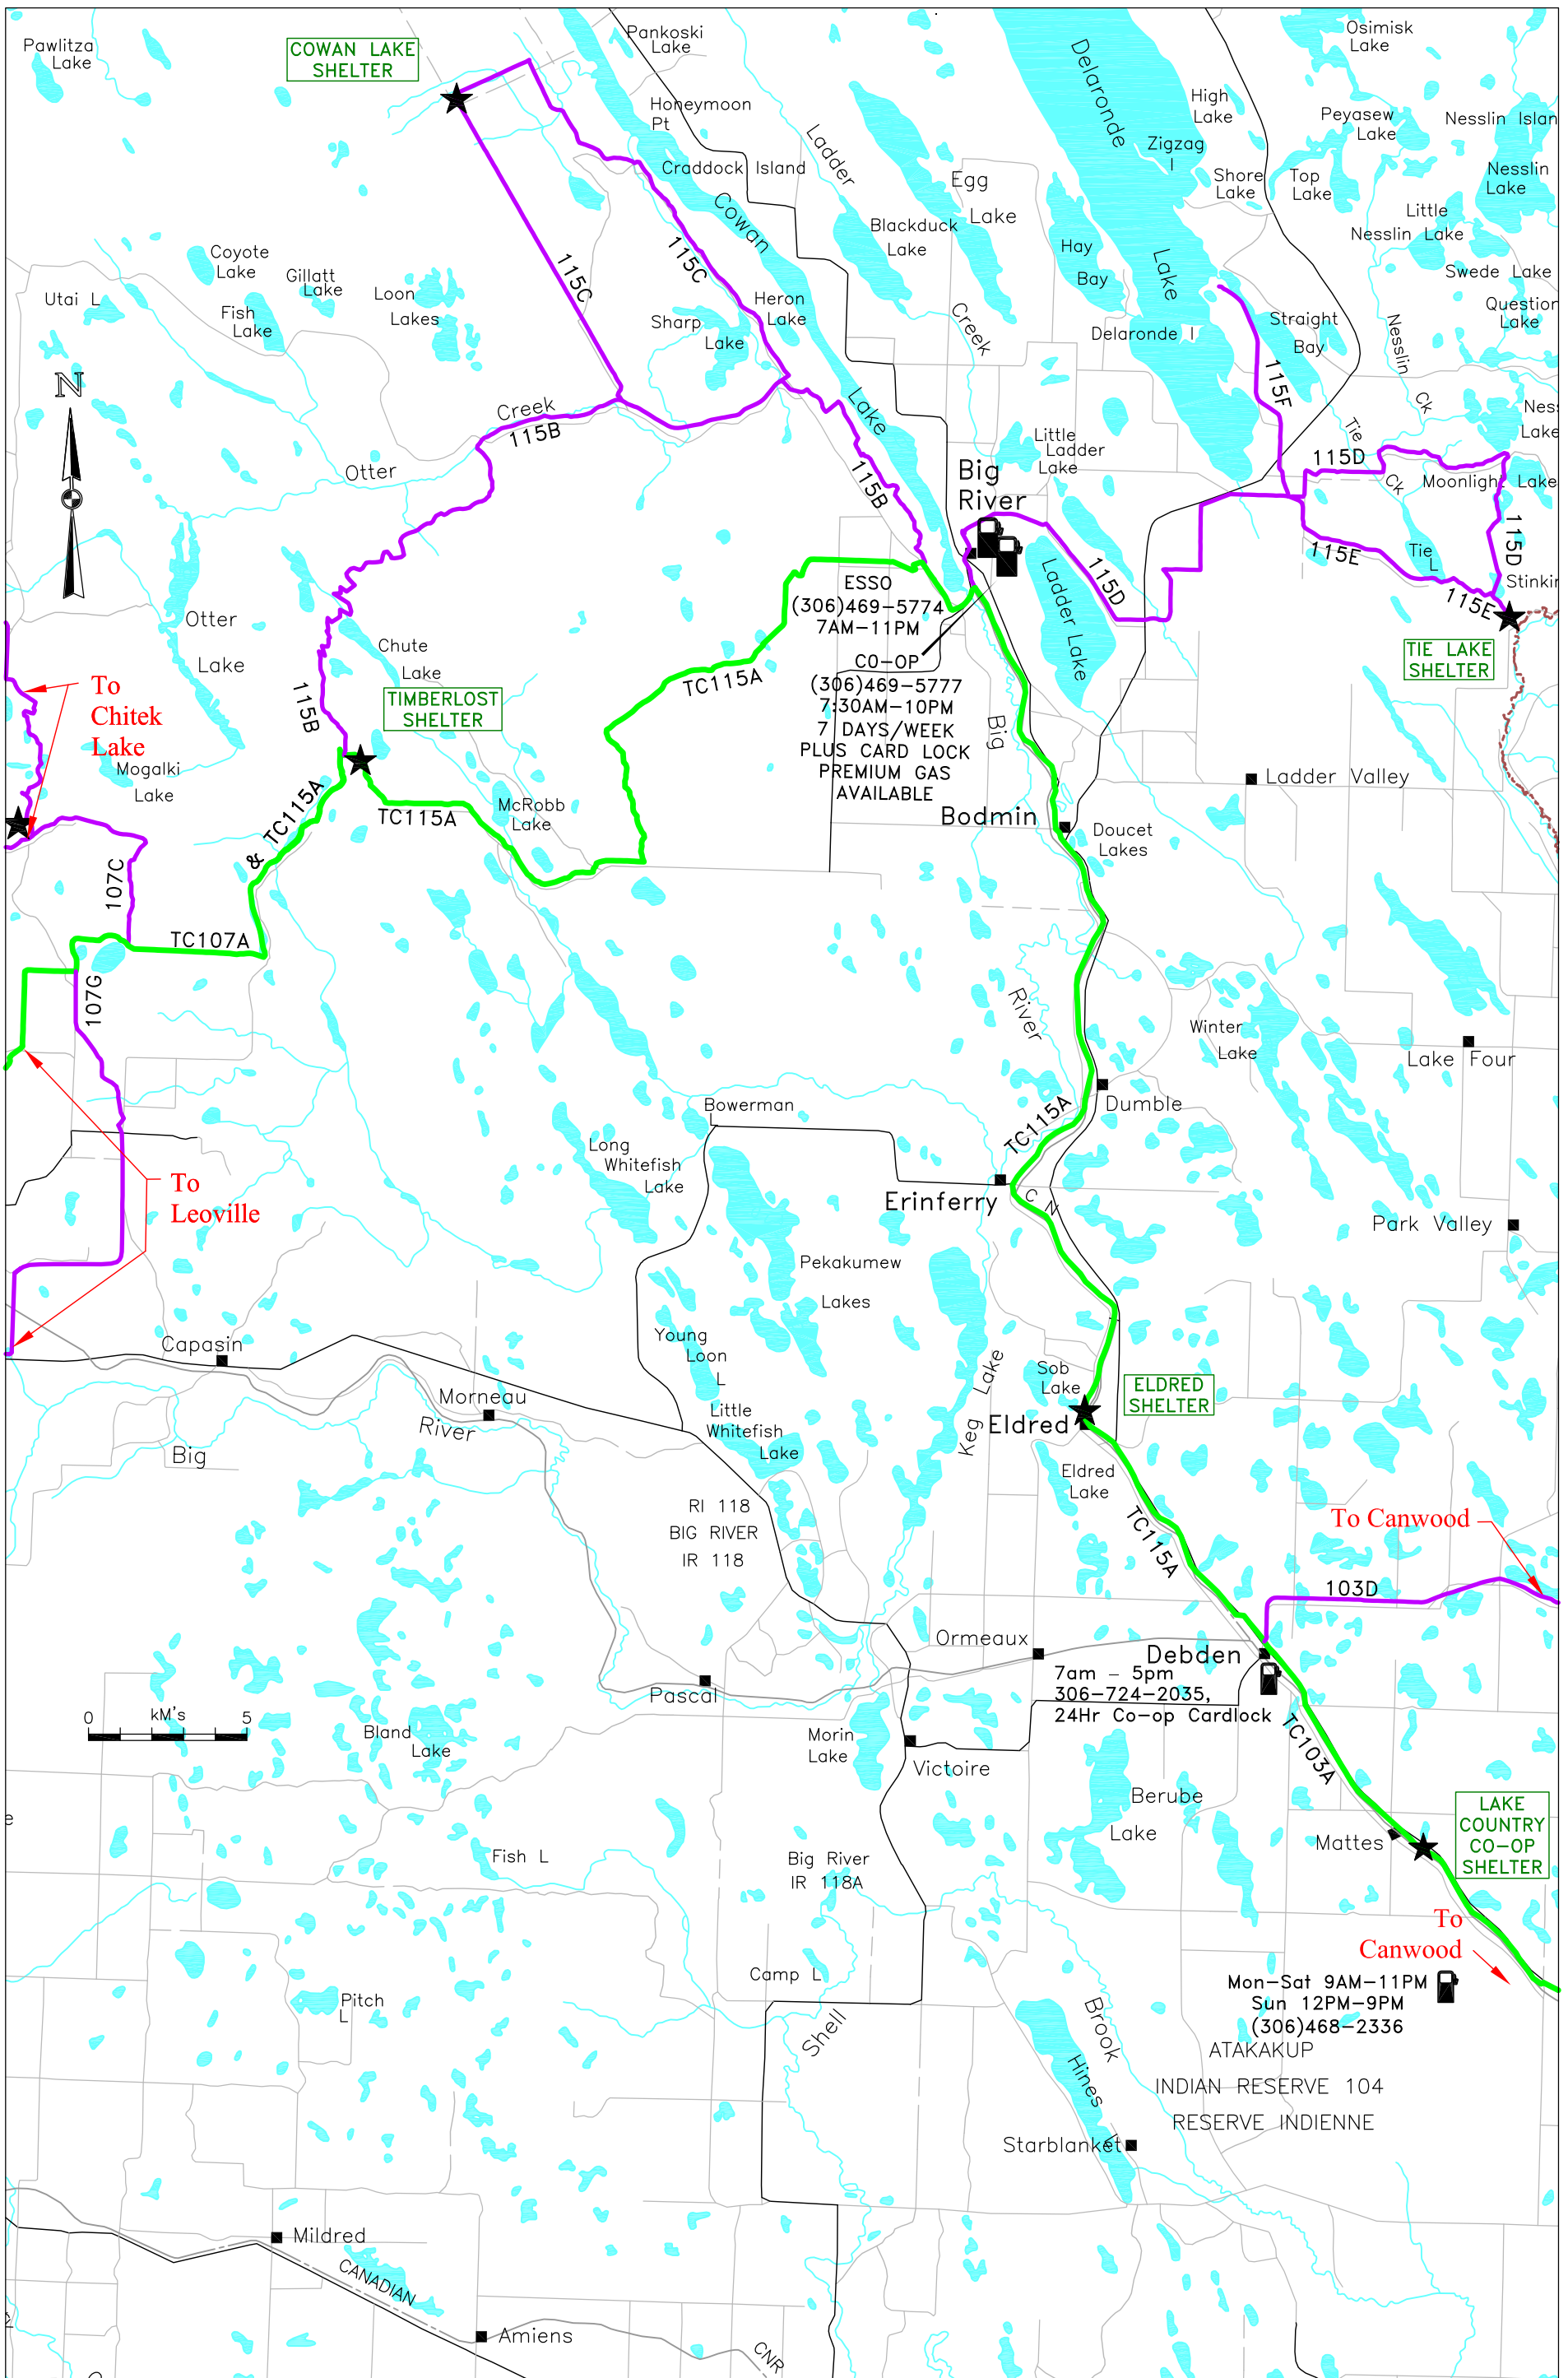 Pawlitza
Lake
COWAN LAKE
SHELTER
Pankoski
Lake
Honeymoon
Pt
Craddock Island
Cowan
Lake
Ladder
Creek
Delaronde
Lake
Egg
Lake
Blackduck
Lake
Hay
Bay
Zigzag
I
High
Lake
Shore
Lake
Top
Lake
Osimisk
Lake
Peyasew
Lake
Nesslin Islan
Nesslin
Lake
Little
Nesslin Lake
Swede Lake
Question
Lake
Coyote
Lake
Gillatt
Lake
Utai L
Fish
Lake
Loon
Lakes
115C
115C
Sharp
Lake
Heron
Lake
Delaronde I
Straight
Bay
Nesslin
Ck
115F
N
Creek
115B
Otter
115B
Little
Ladder
Lake
Big
River
Tie
Ck
115D
Moonlight Lake
Nes
Lake
115D
115E
Tie
L
115E
Stinkin
115D
Ladder Lake
TIE LAKE
SHELTER
ESSO
(306)469-5774
7AM-11PM
CO-OP
(306)469-5777
7:30AM-10PM
7 DAYS/WEEK
PLUS CARD LOCK
PREMIUM GAS
AVAILABLE
Otter
Lake
Chute
Lake
115B
TIMBERLOST
SHELTER
TC115A
To
Chitek
Lake
Mogalki
Lake
& TC115A
TC115A
McRobb
Lake
Big
River
Bodmin
Doucet
Lakes
Ladder Valley
107C
TC107A
107G
Winter
Lake
Lake Four
Dumble
TC115A
Bowerman
L
Long
Whitefish
Lake
To
Leoville
Erinferry
C N
Park Valley
Pekakumew
Lakes
Capasin
Young
Loon
L
Morneau
River
Big
Little
Whitefish
Lake
Keg Lake
Sob
Lake
Eldred
ELDRED
SHELTER
Eldred
Lake
TC115A
To Canwood
103D
RI 118
BIG RIVER
IR 118
Ormeaux
Debden
7am - 5pm
306-724-2035,
24Hr Co-op Cardlock
TC103A
Pascal
0 kM's 5
Bland
Lake
Morin
Lake
Victoire
Berube
Lake
Mattes
LAKE
COUNTRY
CO-OP
SHELTER
e
Fish L
Big River
IR 118A
To
Canwood
Mon-Sat 9AM-11PM
Sun 12PM-9PM
(306)468-2336
Camp L
Pitch
L
Shell
Brook
Hines
L
ATAKAKUP
INDIAN RESERVE 104
RESERVE INDIENNE
Starblanket
Mildred
CANADIAN
Amiens
CNR